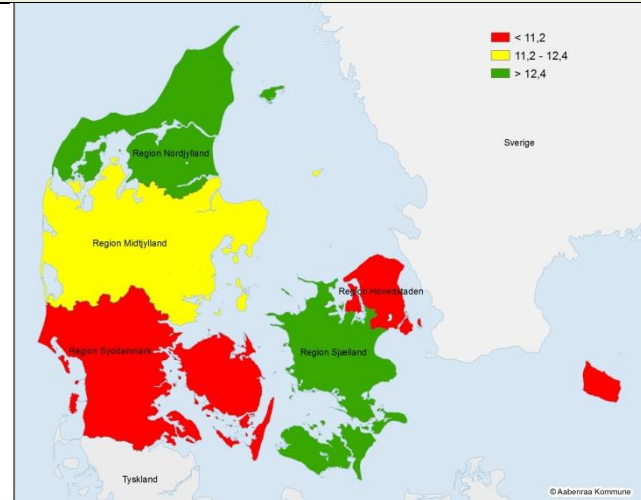 < 11,2
11,2 - 12,4
> 12,4
Sverige
Region Nordjylland
Region Midtjylland
Region Hovedstaden
Region Syddanmark
Region Sjælland
Tyskland
© Aabenraa Kommune